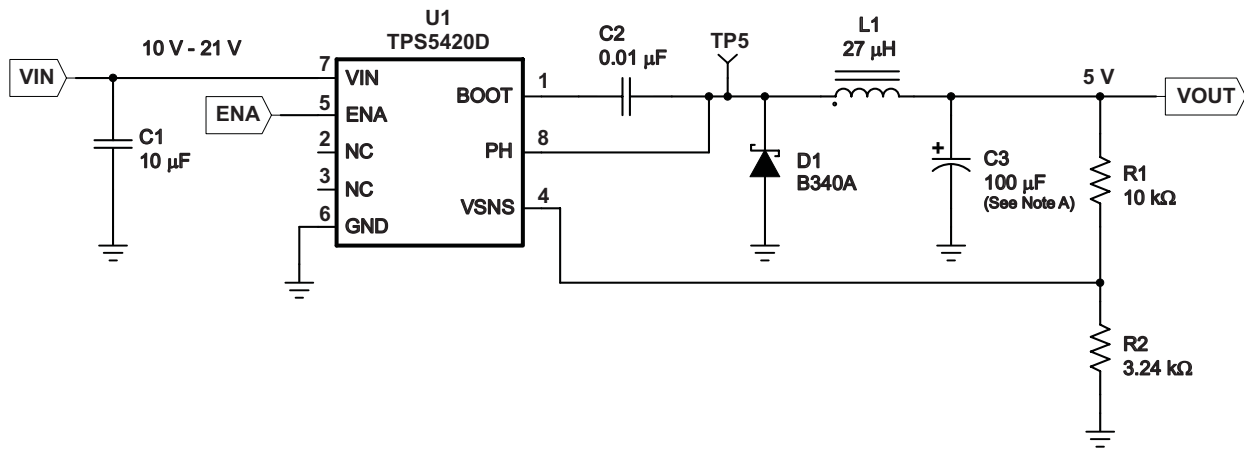 U1
TPS5420D
10 V - 21 V
VIN
7
VIN
ENA
5
ENA
2
NC
3
NC
6
GND
BOOT
1
PH
8
VSNS
4
C1
10 μF
C2
0.01 μF
TP5
L1
27 μH
5 V
VOUT
D1
B340A
+
C3
100 μF
(See Note A)
R1
10 kΩ
R2
3.24 kΩ